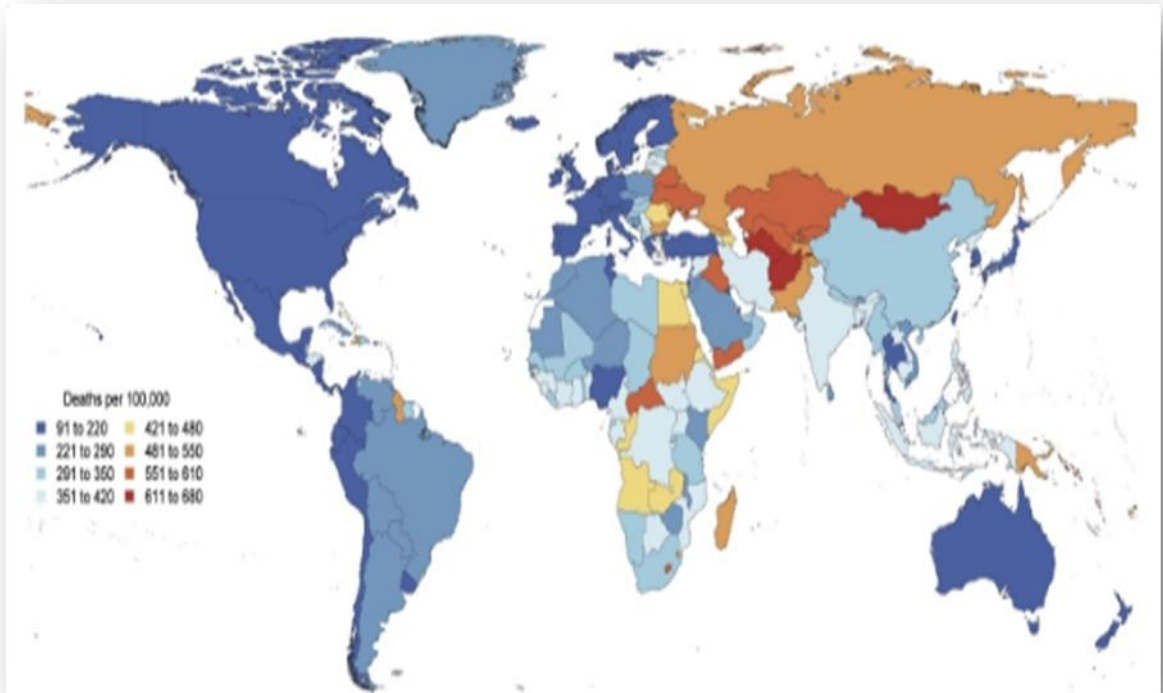 Deaths per 100,000
91 to 220 421 to 480
221 to 290 481 to 550
291 to 350 551 to 610
351 to 420 611 to 680